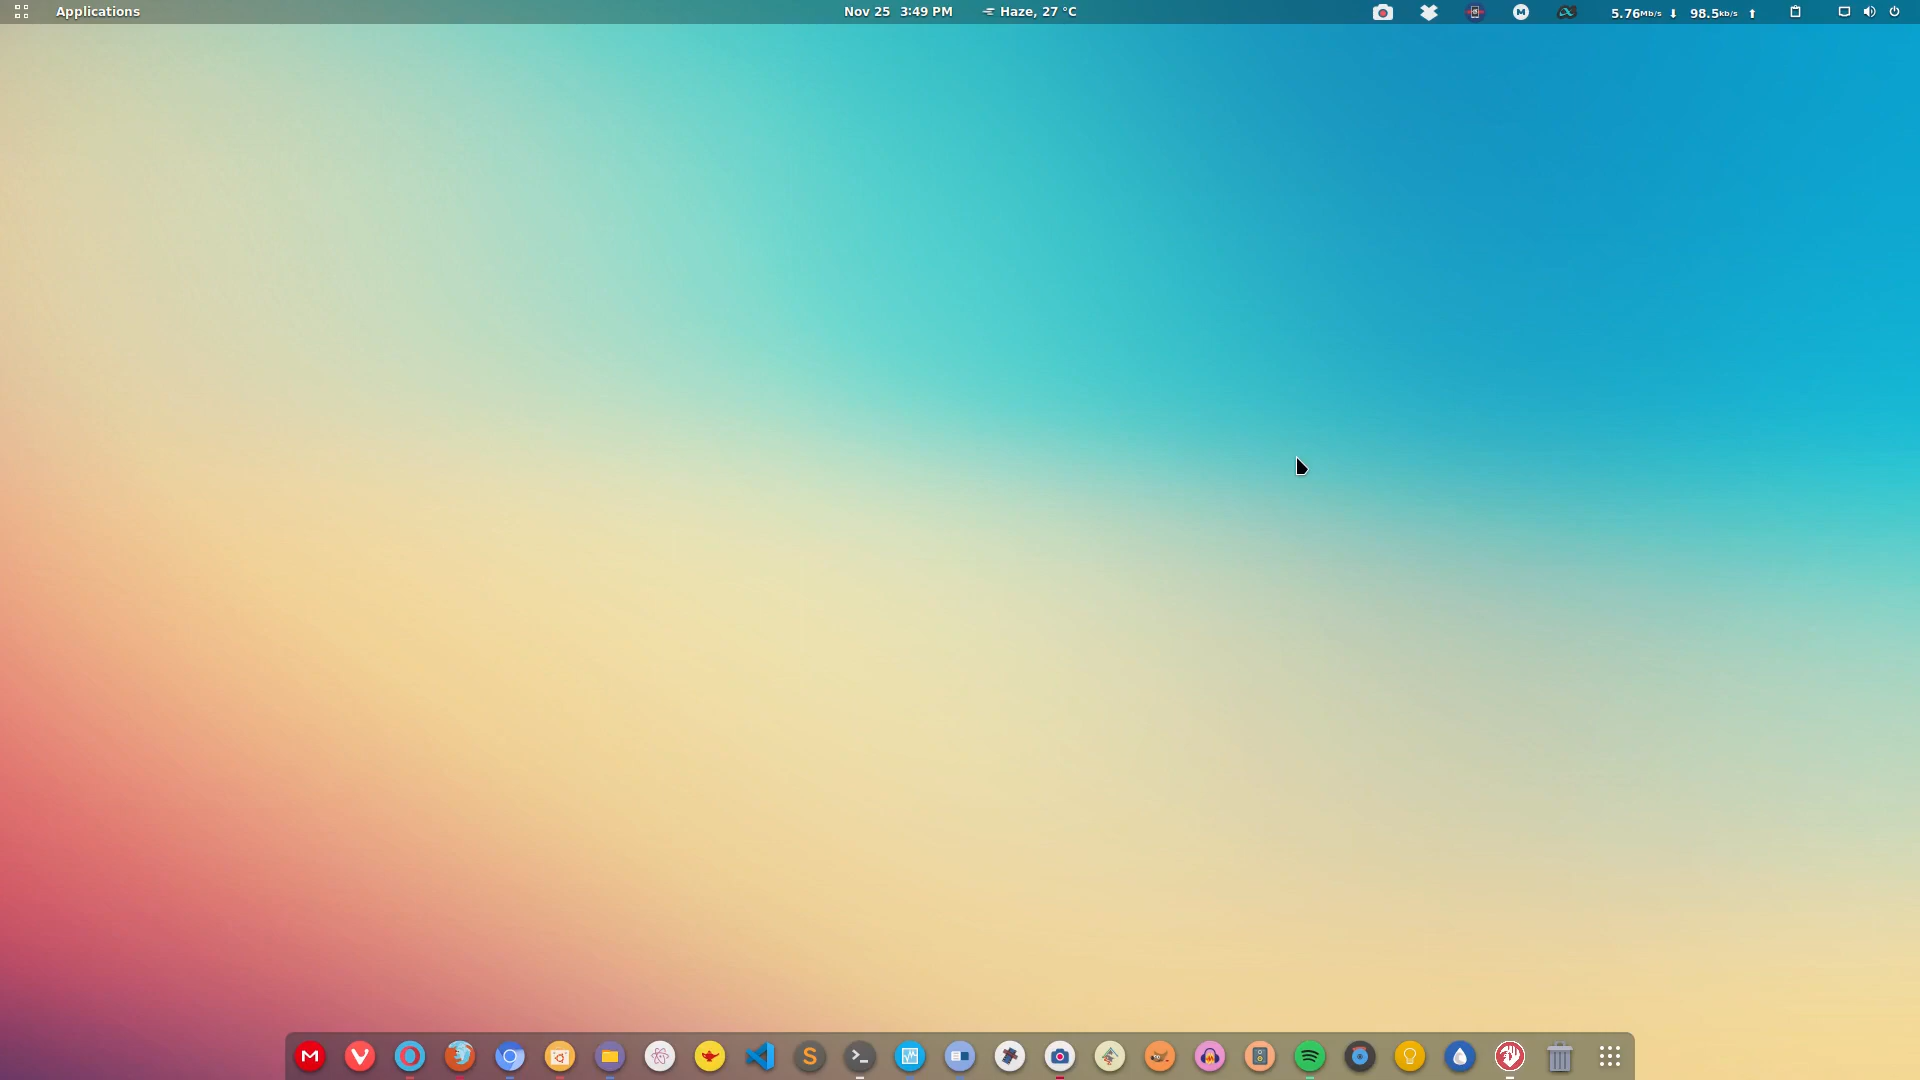 Applications
Nov 25 3:49 PM
Haze, 27 °C
5.76Mb/s ⬇ 98.5kb/s ⬆